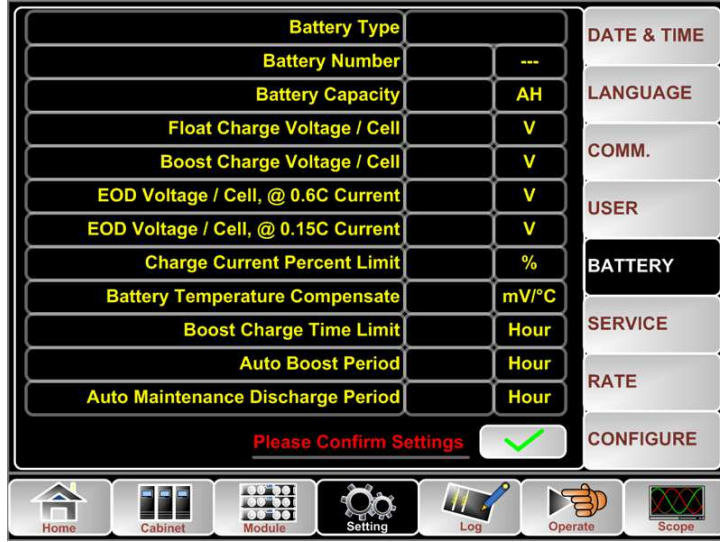 Battery Type
DATE & TIME
Battery Number ---
Battery Capacity AH
LANGUAGE
Float Charge Voltage / Cell V
Boost Charge Voltage / Cell V
COMM.
EOD Voltage / Cell, @ 0.6C Current V
USER
EOD Voltage / Cell, @ 0.15C Current V
Charge Current Percent Limit %
BATTERY
Battery Temperature Compensate mV/°C
Boost Charge Time Limit Hour
SERVICE
Auto Boost Period Hour
RATE
Auto Maintenance Discharge Period Hour
Please Confirm Settings
CONFIGURE
Home Cabinet Module Setting Log Operate Scope